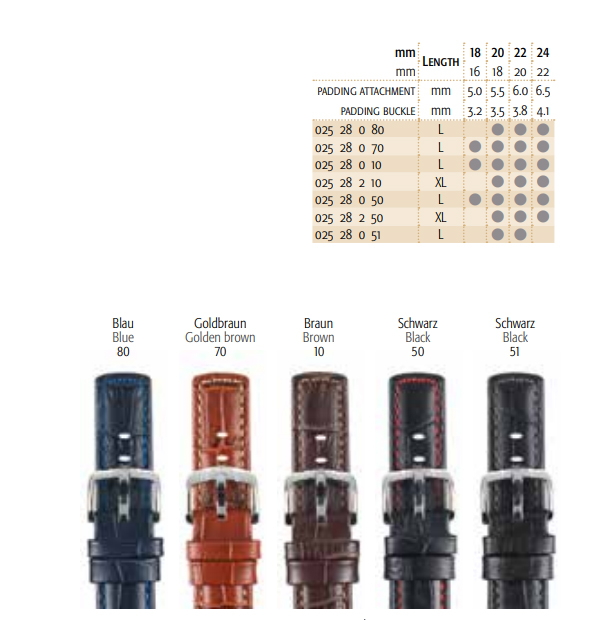 mm LENGTH 18 20 22 24
mm 16 18 20 22
PADDING ATTACHMENT mm 5.0 5.5 6.0 6.5
PADDING BUCKLE mm 3.2 3.5 3.8 4.1
025 28 0 80 L
025 28 0 70 L
025 28 0 10 L
025 28 2 10 XL
025 28 0 50 L
025 28 2 50 XL
025 28 0 51 L
Blau Goldbraun Braun Schwarz Schwarz
Blue Golden brown Brown Black Black
80 70 10 50 51